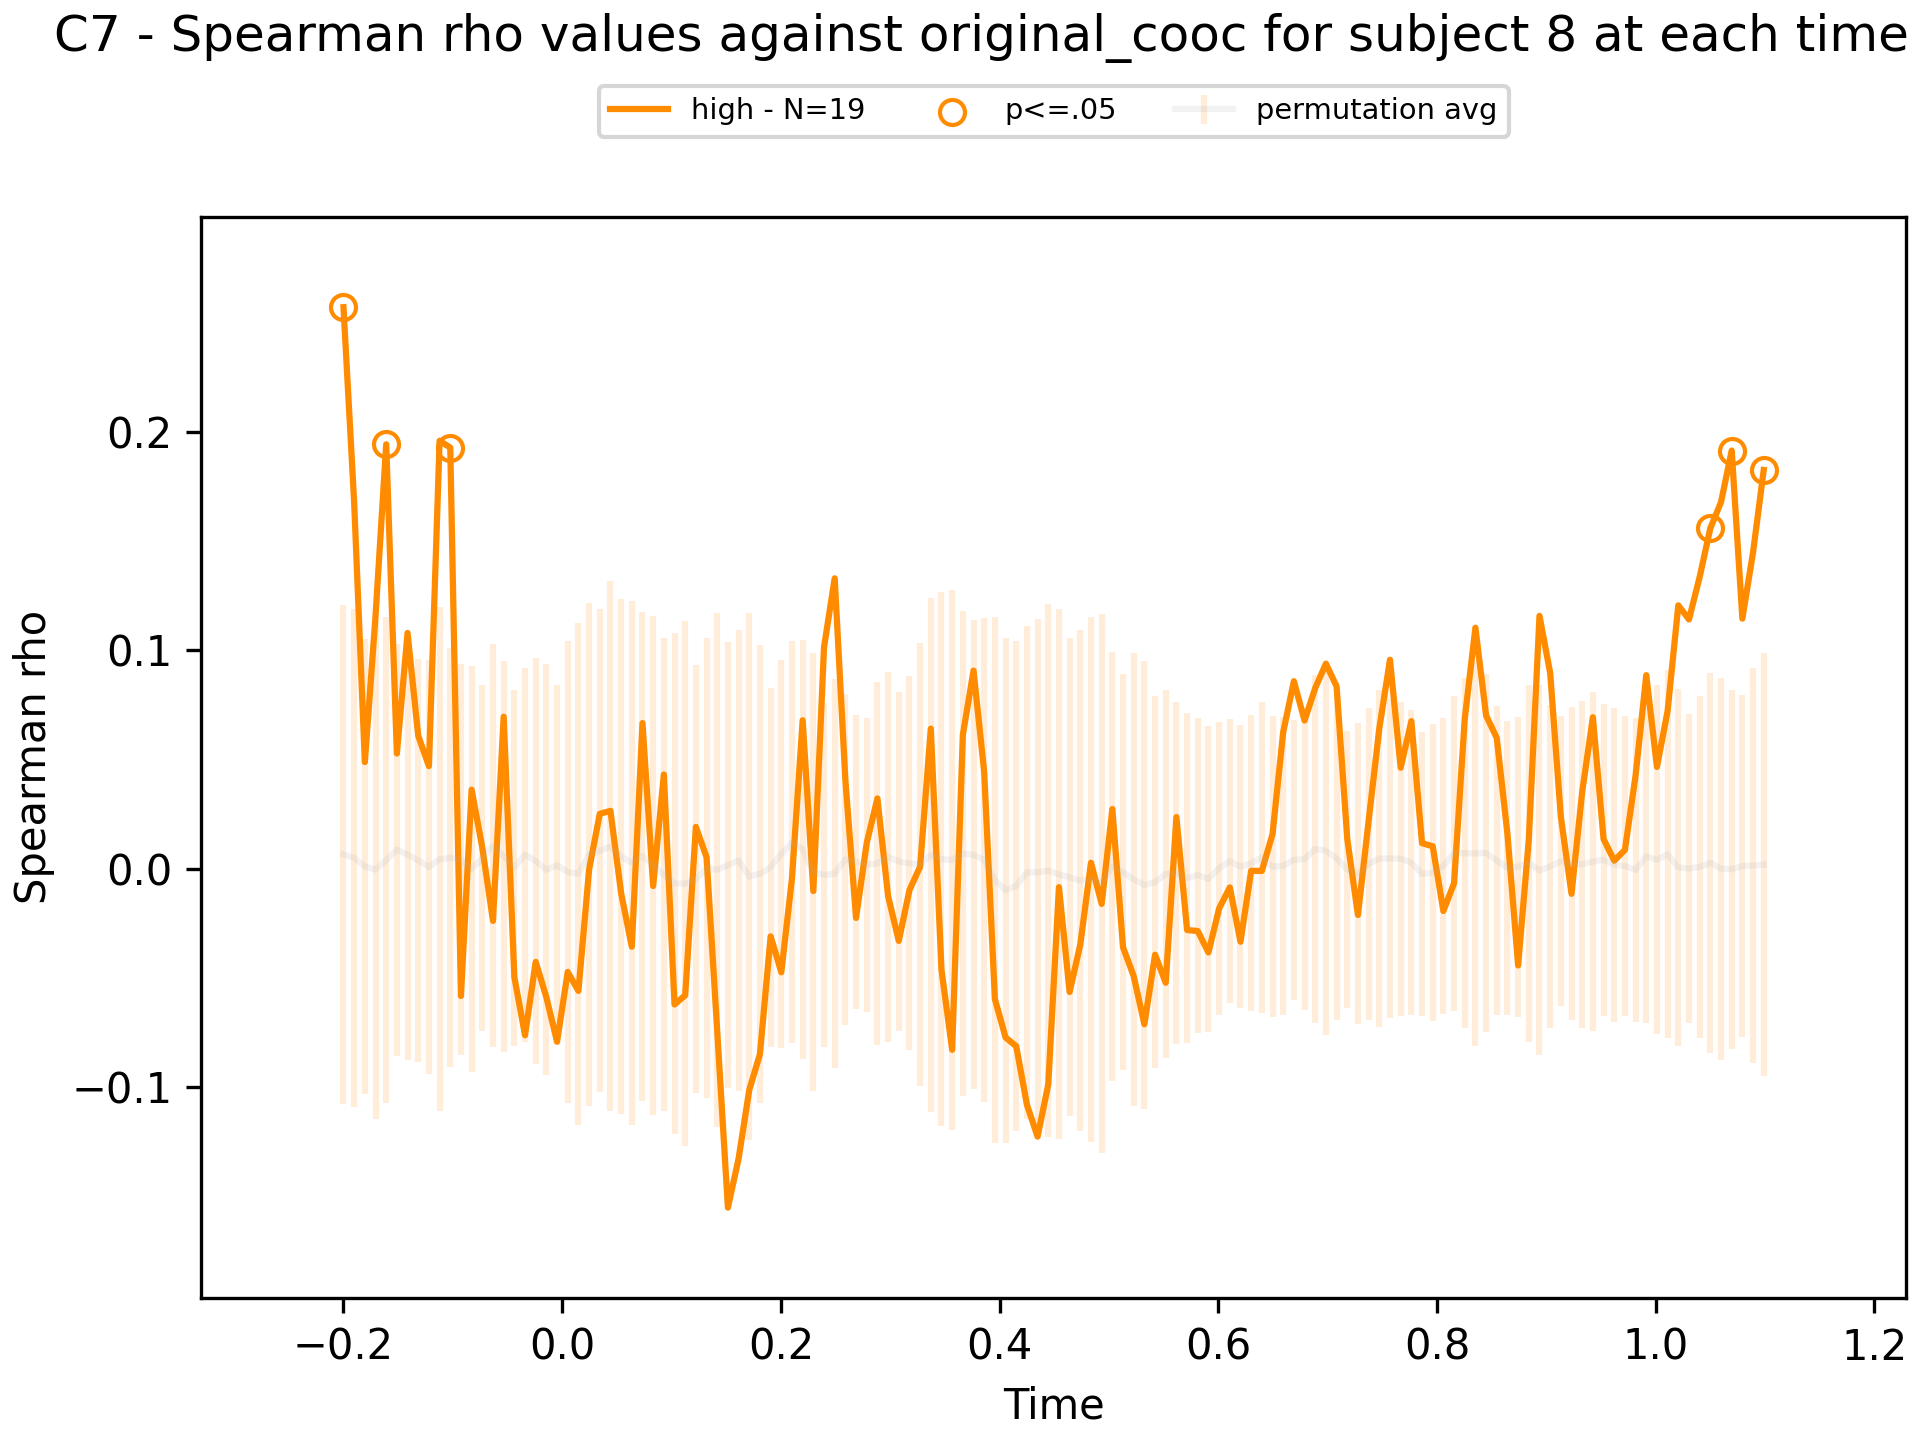 C7 - Spearman rho values against original_cooc for subject 8 at each time
high - N=19 p<=.05 permutation avg
Spearman rho
0.2
0.1
0.0
−0.1
−0.2 0.0 0.2 0.4 0.6 0.8 1.0 1.2
Time